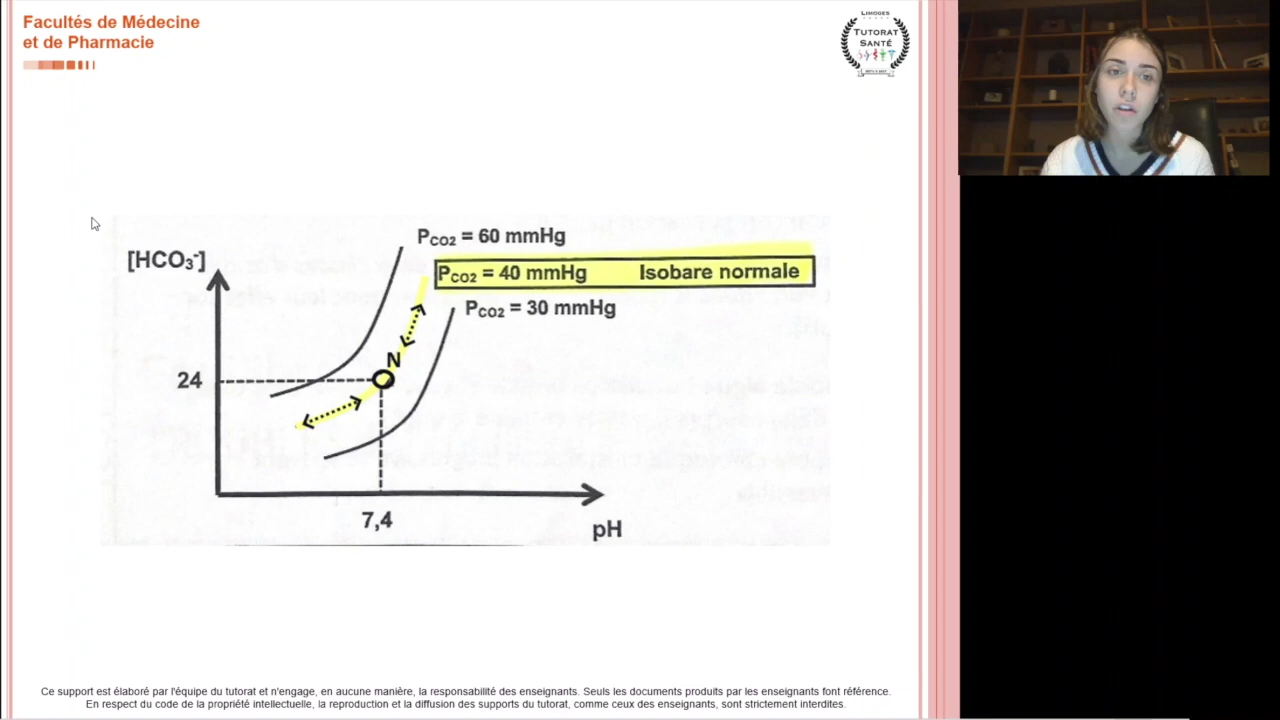 Facultés de Médecine
et de Pharmacie
LIMOGES
TUTORAT
SANTÉ
P_CO2 = 60 mmHg
[HCO₃⁻]
P_CO2 = 40 mmHg Isobare normale
P_CO2 = 30 mmHg
N
24
7,4
pH
Ce support est élaboré par l'équipe du tutorat et n'engage, en aucune manière, la responsabilité des enseignants. Seuls les documents produits par les enseignants font référence.
En respect du code de la propriété intellectuelle, la reproduction et la diffusion des supports du tutorat, comme ceux des enseignants, sont strictement interdites.